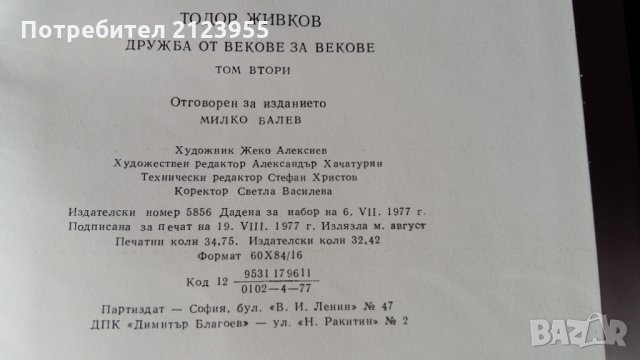 Потребител 2123955
ТОДОР ЖИВКОВ
ДРУЖБА ОТ ВЕКОВЕ ЗА ВЕКОВЕ
ТОМ ВТОРИ
Отговорен за изданието
МИЛКО БАЛЕВ
Художник Жеко Алексиев
Художествен редактор Александър Хачатурян
Технически редактор Стефан Христов
Коректор Светла Василева
Издателски номер 5856 Дадена за набор на 6. VII. 1977 г.
Подписана за печат на 19. VIII. 1977 г. Излязла м. август
Печатни коли 34,75. Издателски коли 32,42
Формат 60X84/16
Код 12 9531 179611
0102—4—77
Партиздат — София, бул. «В. И. Ленин» № 47
ДПК «Димитър Благоев» — ул. «Н. Ракитин» № 2
BAZAR